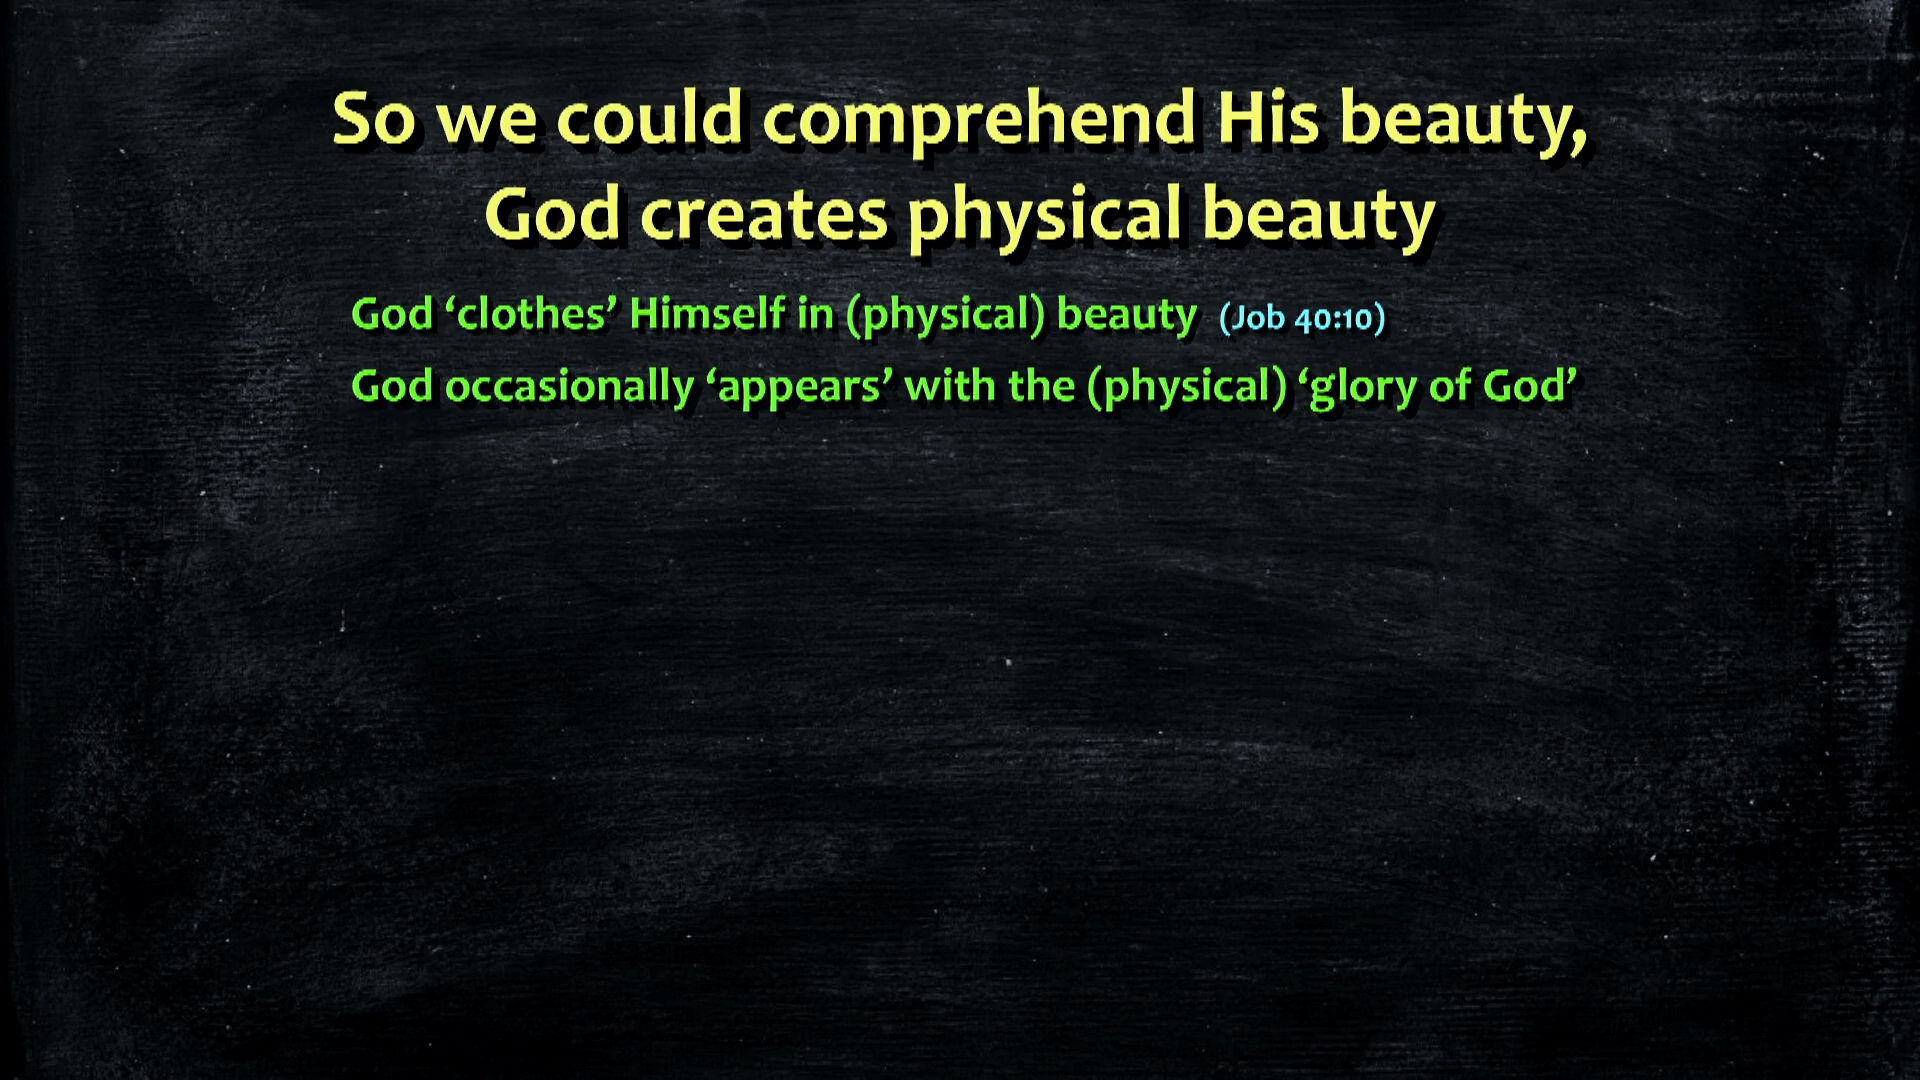 So we could comprehend His beauty,
God creates physical beauty
God ‘clothes’ Himself in (physical) beauty (Job 40:10)
God occasionally ‘appears’ with the (physical) ‘glory of God’